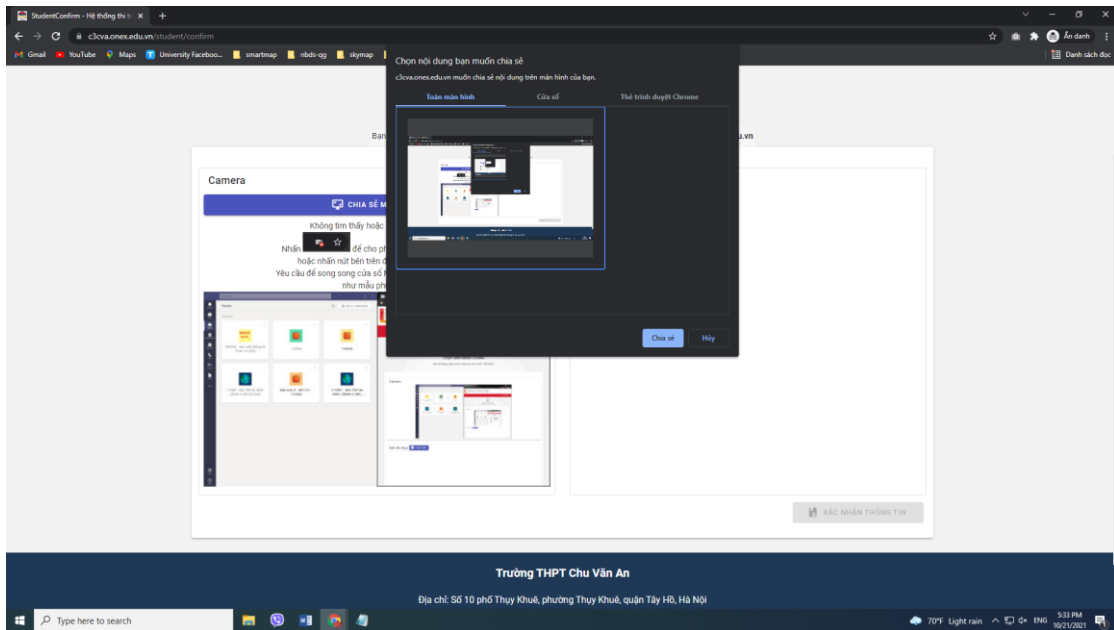 StudentConfirm - Hệ thống thi t
c3cva.onex.edu.vn/student/confirm
Ẩn danh
Gmail
YouTube
Maps
University Faceboo...
smartmap
nbds-qg
skymap
Danh sách đọc
Chọn nội dung bạn muốn chia sẻ
c3cva.onex.edu.vn muốn chia sẻ nội dung trên màn hình của bạn.
Toàn màn hình
Cửa sổ
Thẻ trình duyệt Chrome
Bạn
u.vn
Camera
CHIA SẺ M
Không tìm thấy hoặc
Nhấn
để cho ph
hoặc nhấn nút bên trên đ
Yêu cầu để song song cửa sổ
như mẫu ph
Chia sẻ
Hủy
Camera
XÁC NHẬN THÔNG TIN
Trường THPT Chu Văn An
Địa chỉ: Số 10 phố Thụy Khuê, phường Thụy Khuê, quận Tây Hồ, Hà Nội
Type here to search
70°F Light rain
ENG
5:33 PM
10/21/2021